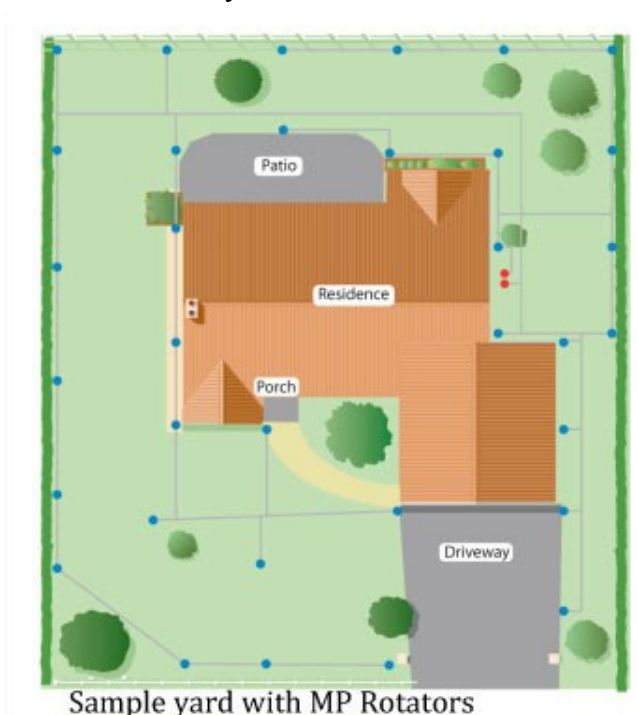 Patio
Residence
Porch
Driveway
Sample yard with MP Rotators